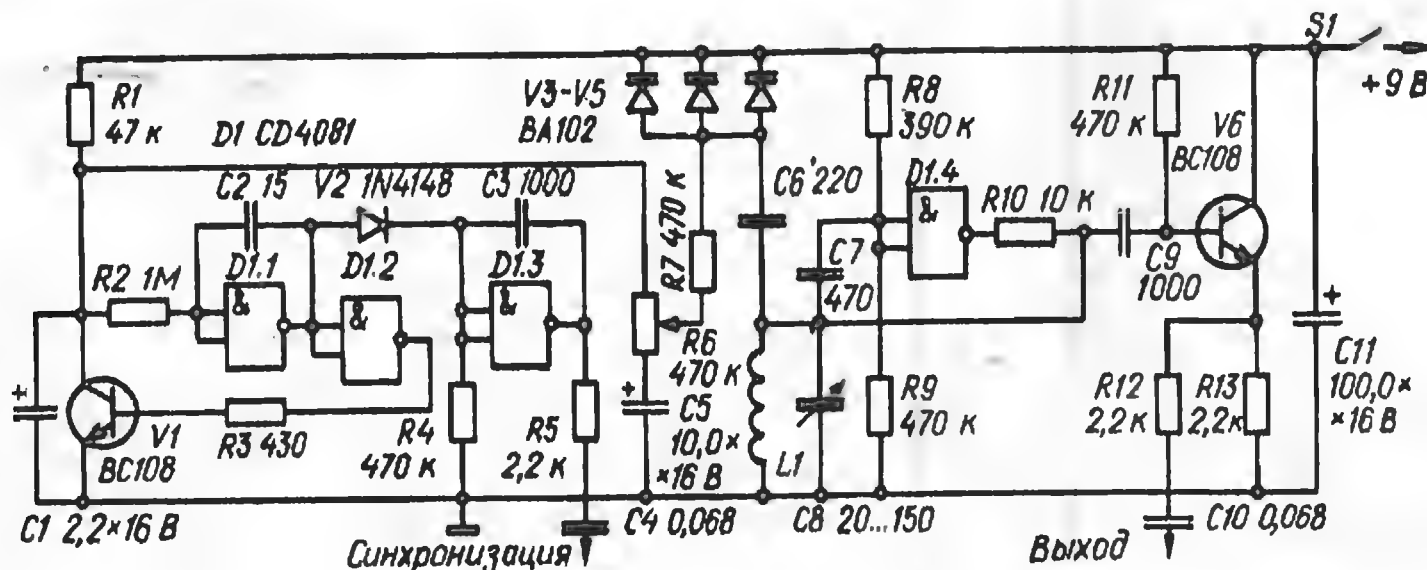 S1
+9 В
R1
47 к
D1 CD4081
V3-V5
BA102
R8
390 к
R11
470 к
V6
BC108
C2 15
V2 1N4148
C3 1000
C6 220
D1.4
&
R10 10 к
R7 470 к
C7
470
C9
1000
R2 1М
D1.1
&
D1.2
&
D1.3
&
+
R6
470 к
C5
10,0×
×16 В
+
+
C11
100,0×
×16 В
V1
BC108
R3 430
R4
470 к
R5
2,2 к
L1
R9
470 к
R12
2,2 к
R13
2,2к
C1 2,2×16 В
Синхронизация
C4 0,068
C8 20...150
Выход
C10 0,068